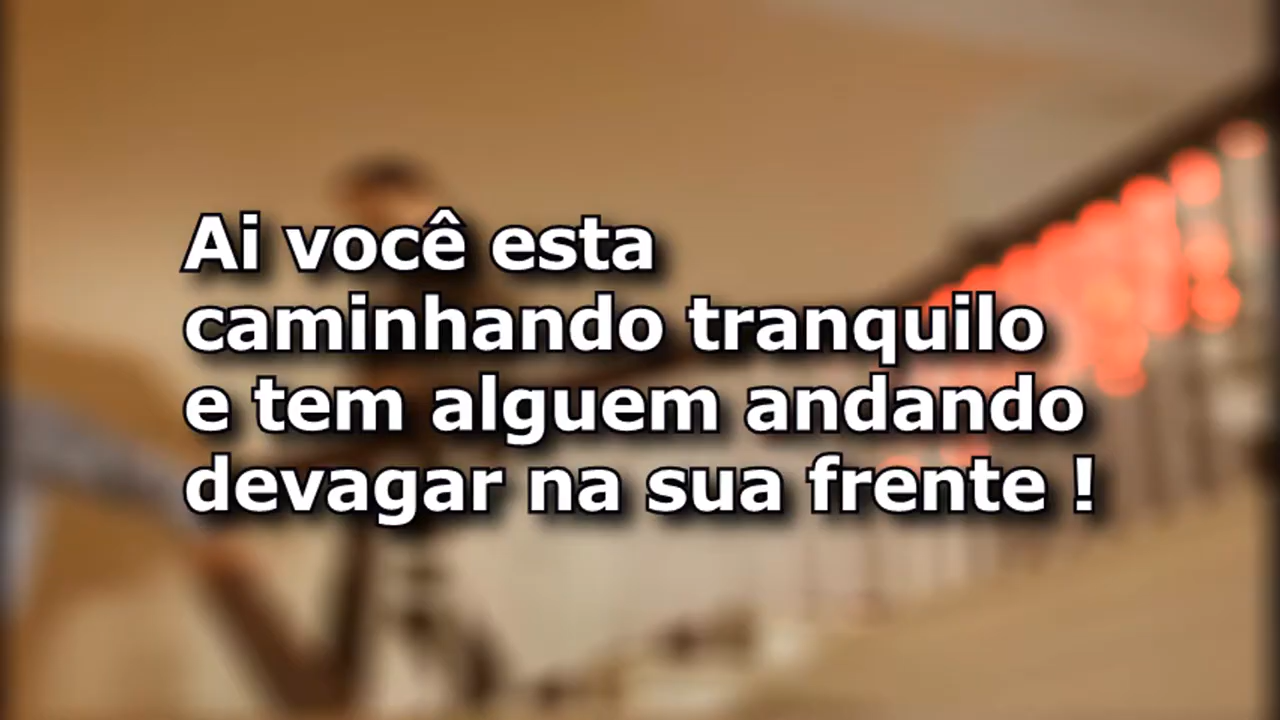 Ai você esta
caminhando tranquilo
e tem alguem andando
devagar na sua frente !